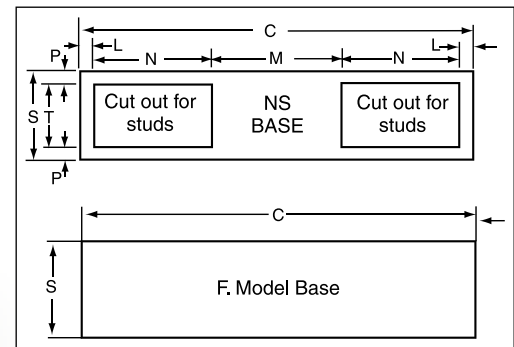 C
P L L
N M N
Cut out for studs
NS BASE
Cut out for studs
S T
P
C
S
F. Model Base